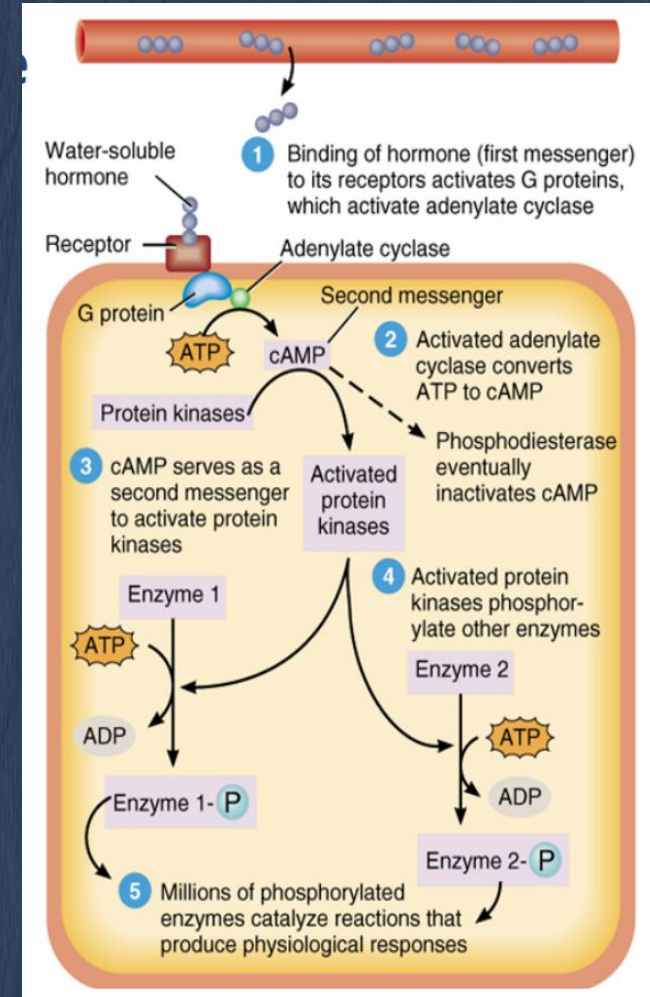 e
Water-soluble
hormone
1 Binding of hormone (first messenger)
to its receptors activates G proteins,
which activate adenylate cyclase
Receptor
Adenylate cyclase
G protein
Second messenger
ATP
cAMP
2 Activated adenylate
cyclase converts
ATP to cAMP
Protein kinases
Phosphodiesterase
eventually
inactivates cAMP
3 cAMP serves as a
second messenger
to activate protein
kinases
Activated
protein
kinases
4 Activated protein
kinases phosphor-
ylate other enzymes
Enzyme 1
ATP
ADP
Enzyme 2
ATP
ADP
Enzyme 1- P
Enzyme 2- P
5 Millions of phosphorylated
enzymes catalyze reactions that
produce physiological responses